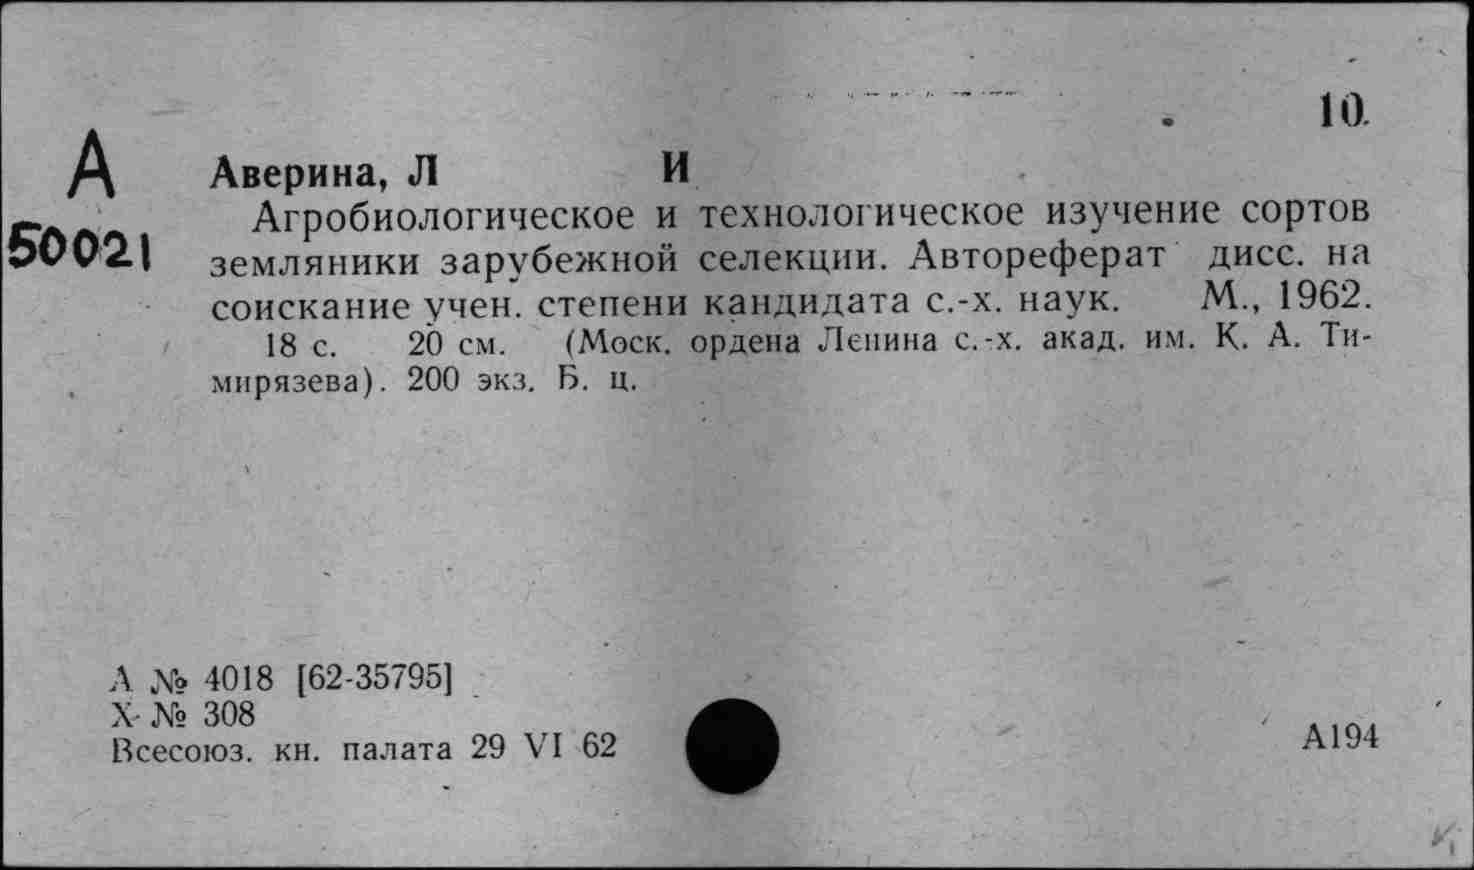 10.
А
50021
Аверина, Л И
Агробиологическое и технологическое изучение сортов
земляники зарубежной селекции. Автореферат дисс. на
соискание учен. степени кандидата с.-х. наук. М., 1962.
18 с. 20 см. (Моск. ордена Ленина с.-х. акад. им. К. А. Ти-
мирязева). 200 экз. Б. ц.
А № 4018 [62-35795]
Х № 308
Всесоюз. кн. палата 29 VI 62
А194